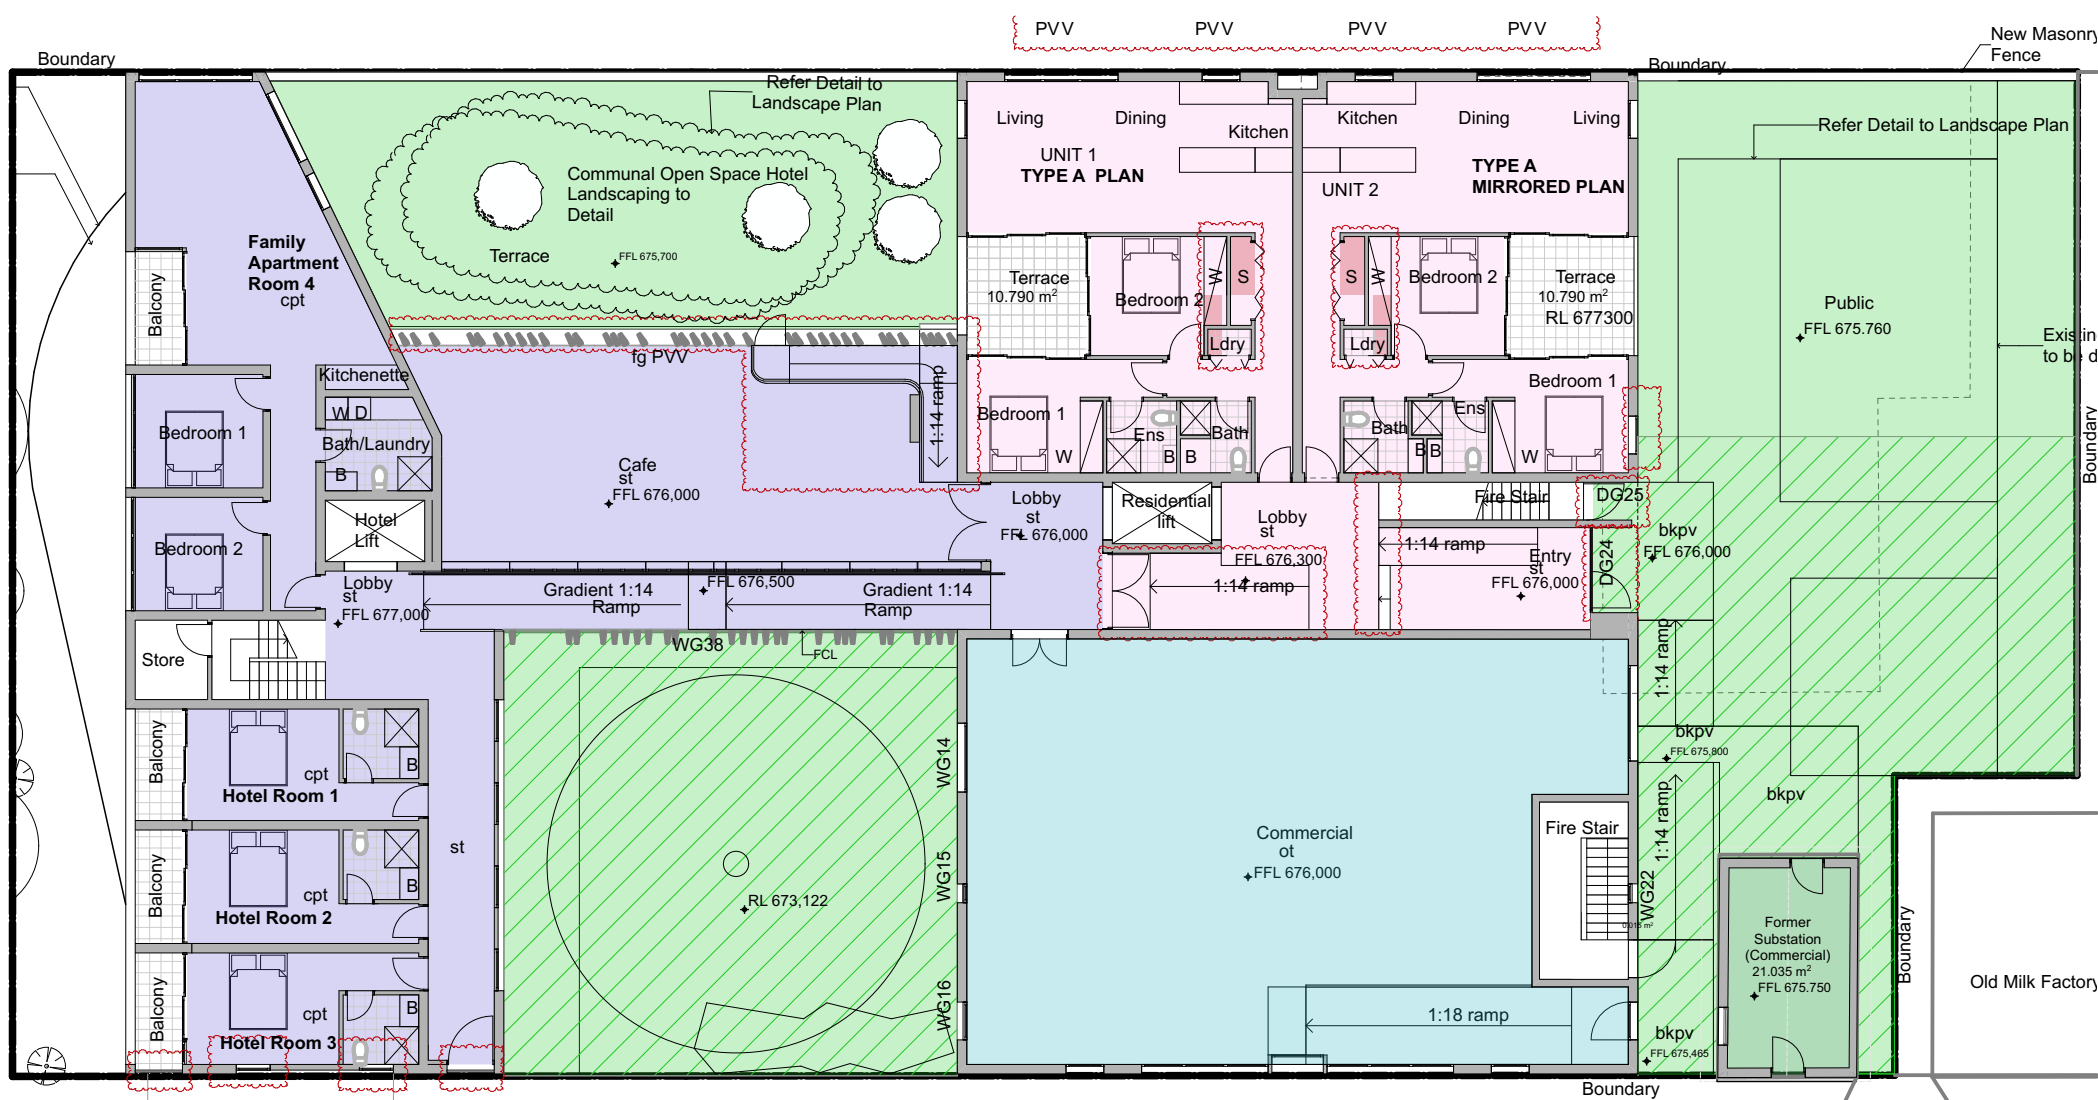 PVV
PVV
PVV
PVV
New Masonry
Fence
Boundary
Boundary
Refer Detail to
Landscape Plan
Living
Dining
Kitchen
Kitchen
Dining
Living
Refer Detail to Landscape Plan
UNIT 1
TYPE A PLAN
TYPE A
MIRRORED PLAN
UNIT 2
Communal Open Space Hotel
Landscaping to
Detail
Terrace
FFL 675,700
Family
Apartment
Room 4
cpt
Balcony
Terrace
10.790 m²
Bedroom 2
W
S
Ldry
S
W
Ldry
Bedroom 2
Terrace
10.790 m²
RL 677300
Public
FFL 675.760
Existin
to be d
fg PVV
Kitchenette
1:14 ramp
W D
Bath/Laundry
B
Bedroom 1
Bedroom 1
W
Ens
B
B
Bath
Bath
B
B
Ens
W
Bedroom 1
Boundary
Cafe
st
FFL 676,000
Hotel
Lift
Bedroom 2
Lobby
st
FFL 676,000
Residential
lift
Lobby
st
FFL 676,300
1:14 ramp
Fire Stair
DG25
1:14 ramp
Entry
st
FFL 676,000
DG24
bkpv
FFL 676,000
Lobby
st
FFL 677,000
Gradient 1:14
Ramp
FFL 676,500
Gradient 1:14
Ramp
Store
WG38
FCL
1:14 ramp
Balcony
cpt
B
Hotel Room 1
WG14
bkpv
FFL 675,800
1:14 ramp
bkpv
Balcony
cpt
B
Hotel Room 2
st
WG15
Commercial
ot
FFL 676,000
Fire Stair
WG22
0.015 m²
RL 673,122
Former
Substation
(Commercial)
21.035 m²
FFL 675.750
Boundary
Old Milk Factory
Balcony
cpt
B
Hotel Room 3
WG16
1:18 ramp
bkpv
FFL 675,465
Boundary